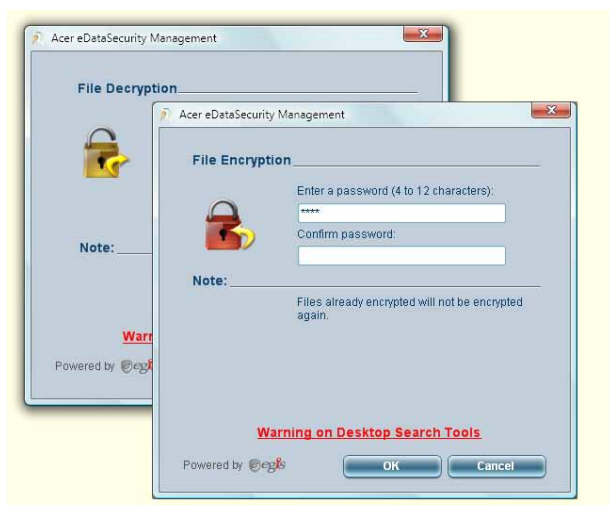 Acer eDataSecurity Management
File Decryption
Note:
Warn
Powered by egi
Acer eDataSecurity Management
File Encryption
Enter a password (4 to 12 characters):
****
Confirm password:
Note:
Files already encrypted will not be encrypted
again.
Warning on Desktop Search Tools
Powered by egis
OK Cancel